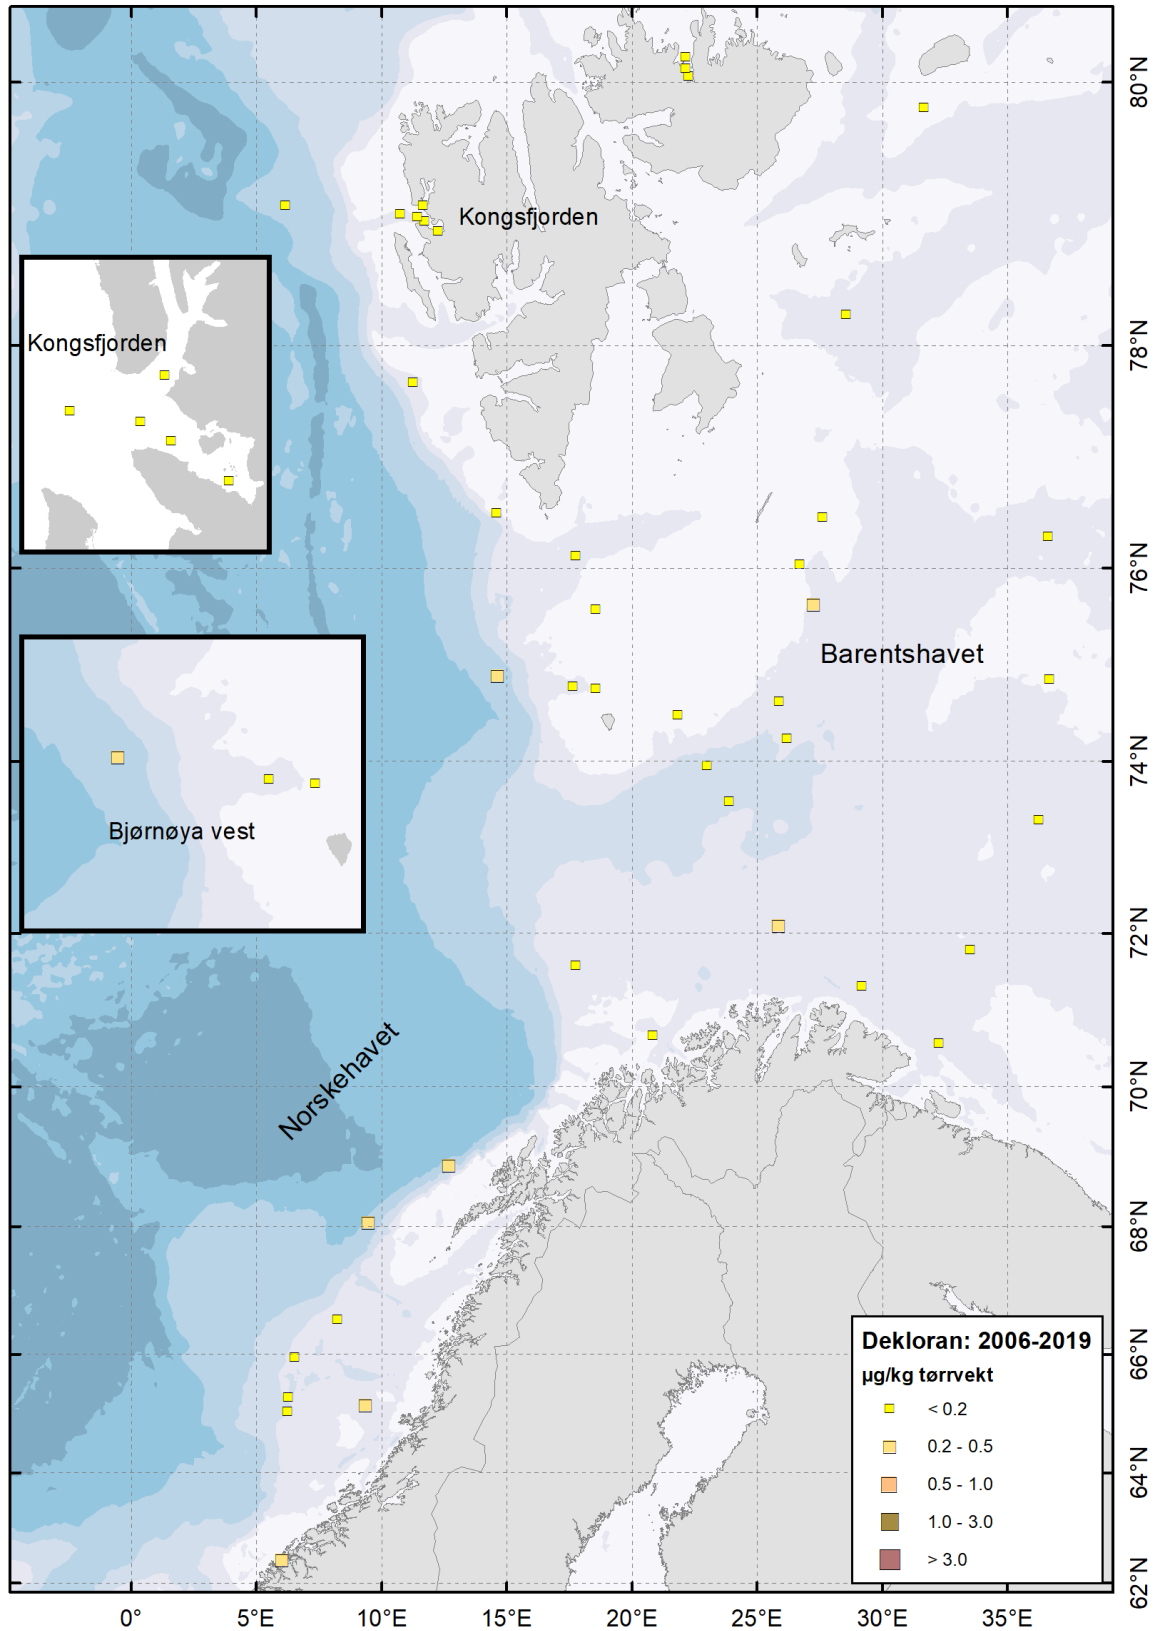 80°N
Kongsfjorden
Kongsfjorden
78°N
76°N
Barentshavet
74°N
Bjørnøya vest
72°N
Norskehavet
70°N
68°N
66°N
64°N
62°N
Dekloran: 2006-2019
µg/kg tørrvekt
< 0.2
0.2 - 0.5
0.5 - 1.0
1.0 - 3.0
> 3.0
0° 5°E 10°E 15°E 20°E 25°E 30°E 35°E